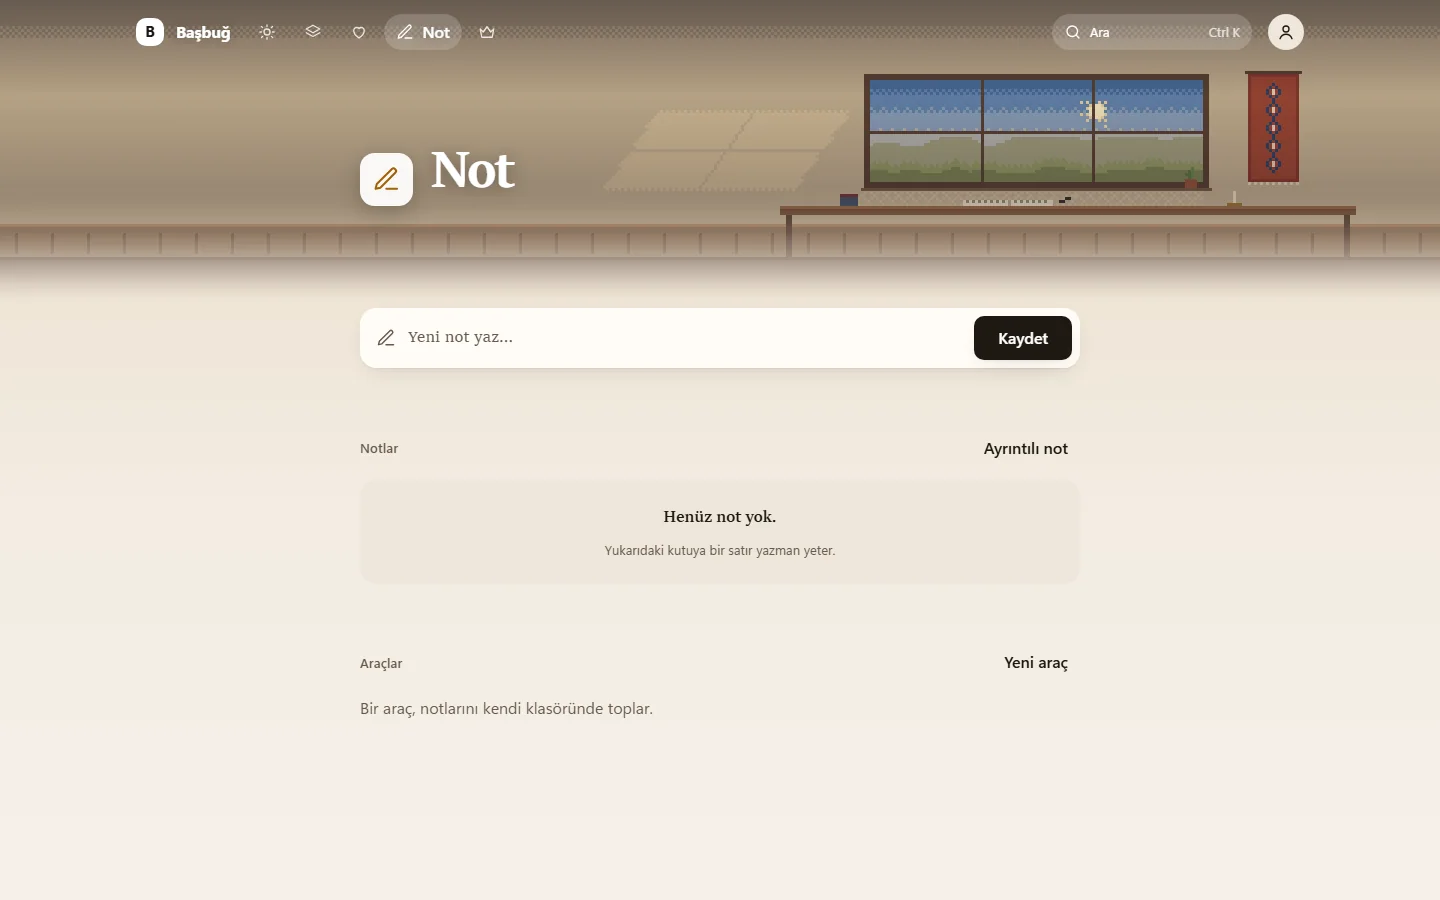 B Başbuğ Not Ara Ctrl K
Not
Yeni not yaz... Kaydet
Notlar Ayrıntılı not
Henüz not yok.
Yukarıdaki kutuya bir satır yazman yeter.
Araçlar Yeni araç
Bir araç, notlarını kendi klasöründe toplar.